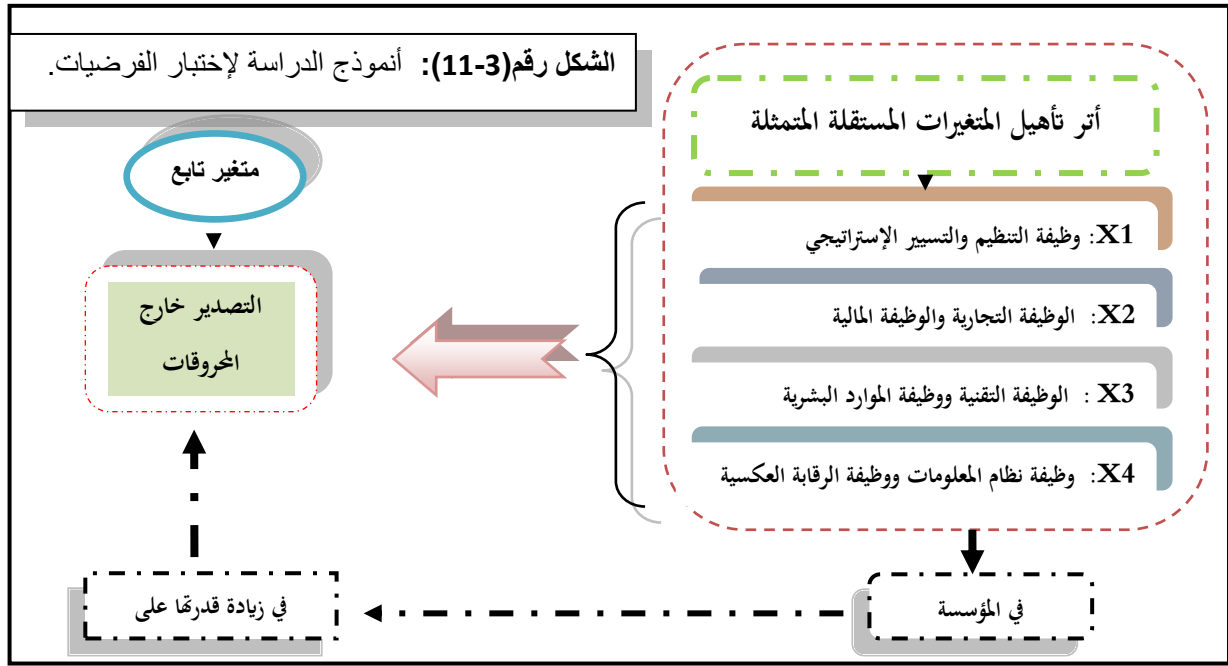 الشكل رقم(3-11): أنموذج الدراسة لإختبار الفرضيات.
أتر تأهيل المتغيرات المستقلة المتمثلة
X1: وظيفة التنظيم والتسيير الإستراتيجي
X2: الوظيفة التجارية والوظيفة المالية
X3 : الوظيفة التقنية ووظيفة الموارد البشرية
X4: وظيفة نظام المعلومات ووظيفة الرقابة العكسية
متغير تابع
التصدير خارج
المحروقات
في المؤسسة
في زيادة قدرتها على